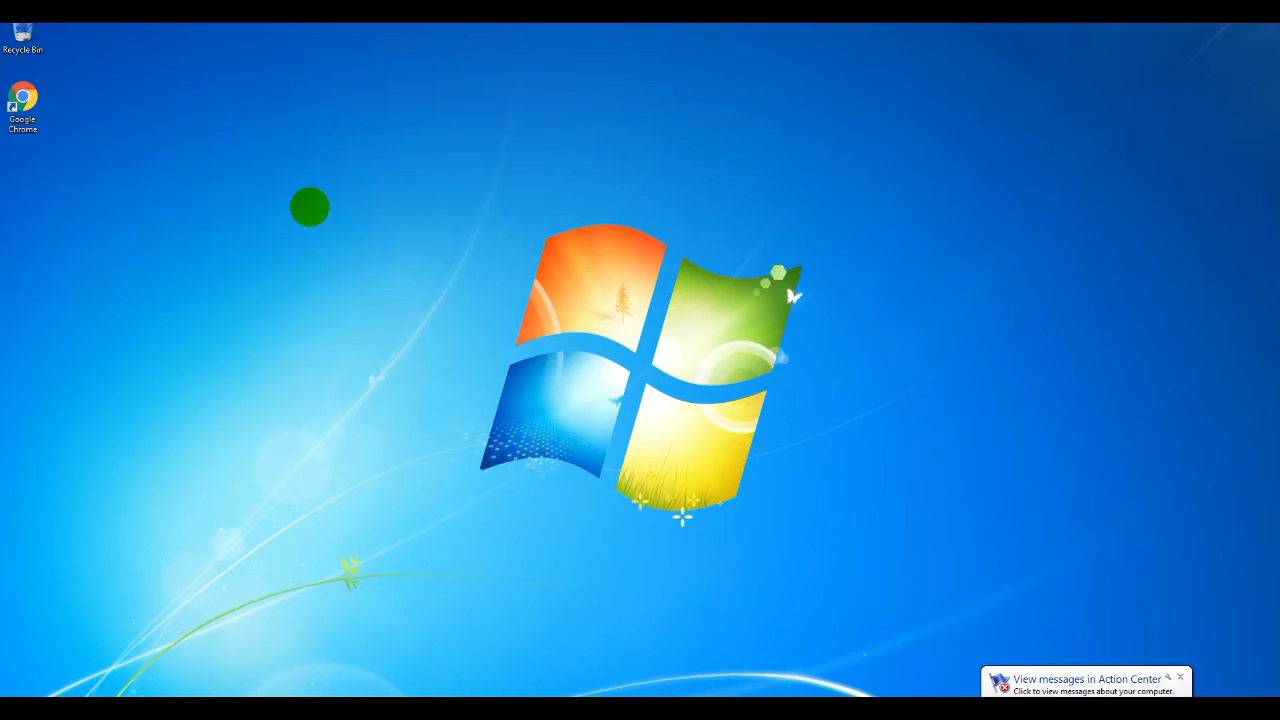 Recycle Bin
Google
Chrome
View messages in Action Center
Click to view messages about your computer.